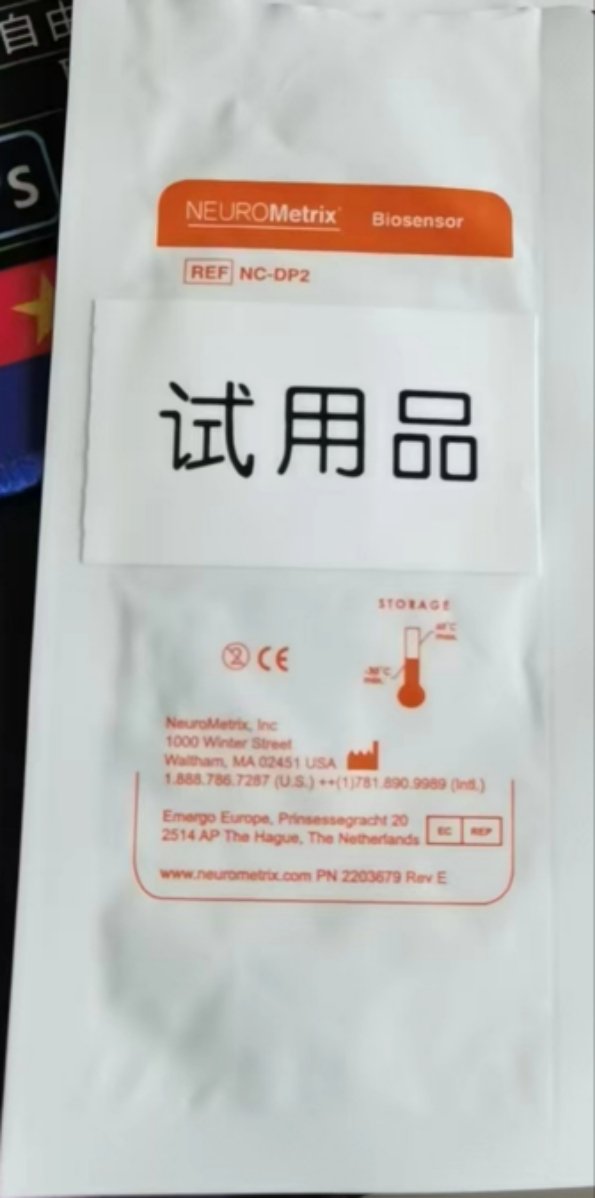 自由
S
NEUROMetrix Biosensor
REF NC-DP2
试用品
STORAGE
max.
2 CE
NeuroMetrix, Inc
1000 Winter Street
Waltham, MA 02451 USA
1.888.786.7287 (U.S.) ++(1)781.890.9989 (Intl.)
Emergo Europe, Prinsessegracht 20
2514 AP The Hague, The Netherlands EC REP
www.neurometrix.com PN 2203679 Rev E